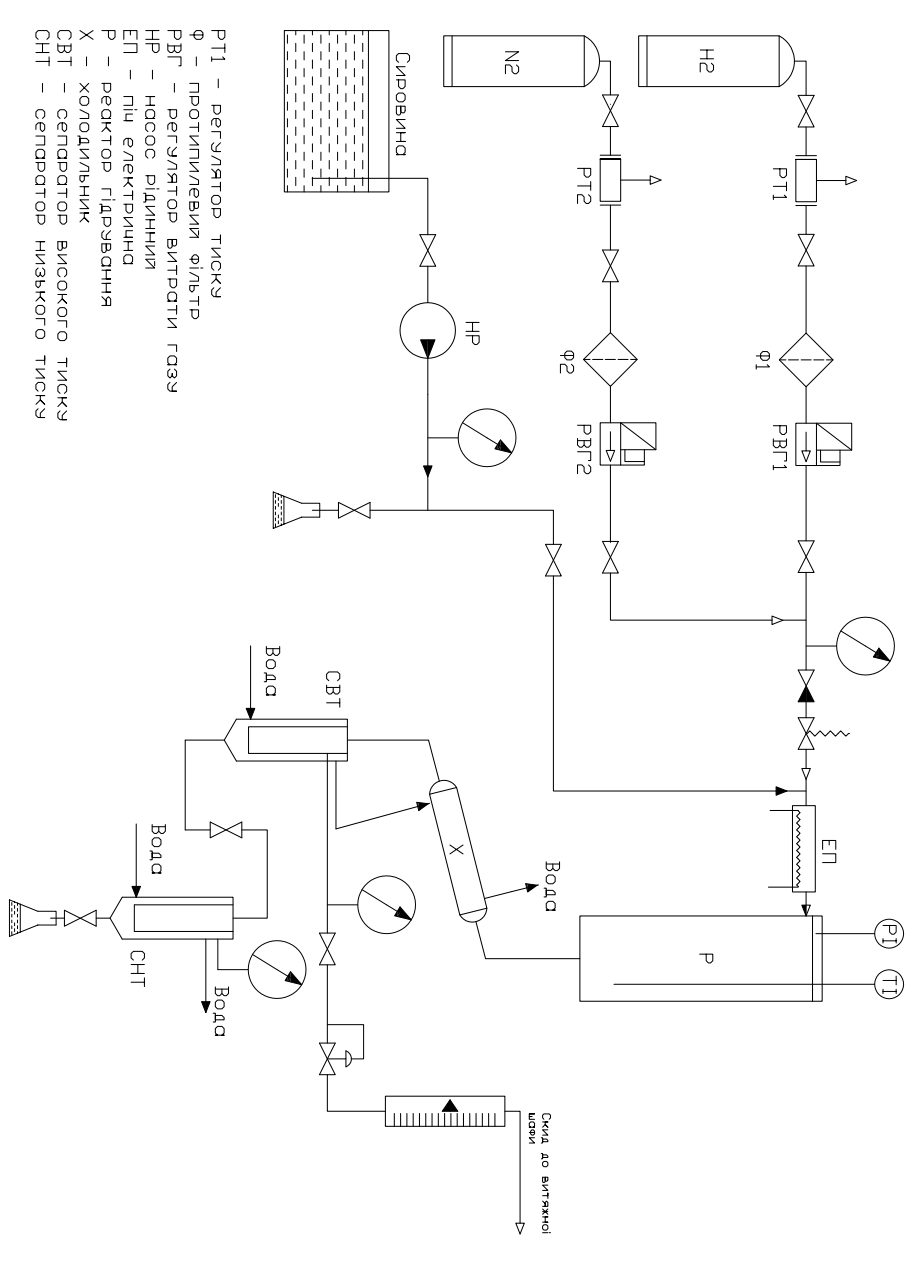 H2
N2
Сировина
РТ1
РТ2
НР
Ф1
Ф2
РВГ1
РВГ2
ЕП
PI
TI
Р
Х
Вода
СВТ
Вода
Вода
СНТ
Вода
Скид до витяжної
шафи
РТ1 – регулятор тиску
Ф – протипилевий фільтр
РВГ – регулятор витрати газу
НР – насос рідинний
ЕП – піч електрична
Р – реактор гідрування
Х – холодильник
СВТ – сепаратор високого тиску
СНТ – сепаратор низького тиску